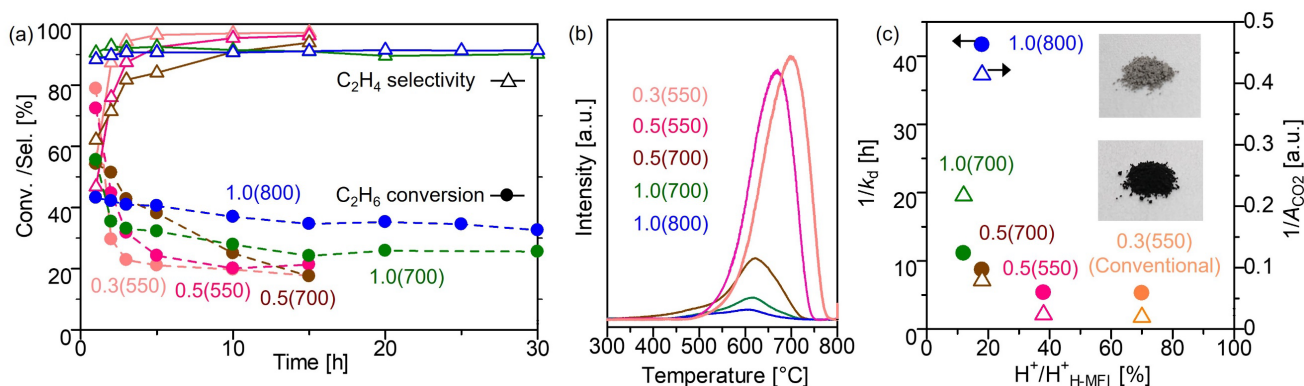 (a)
100
80
60
40
20
0
Conv. /Sel. [%]
C2H4 selectivity
C2H6 conversion
1.0(800)
1.0(700)
0.3(550)
0.5(550)
0.5(700)
0 10 20 30
Time [h]
(b)
Intensity [a.u.]
0.3(550)
0.5(550)
0.5(700)
1.0(700)
1.0(800)
300 400 500 600 700 800
Temperature [°C]
(c)
1/kd [h]
40
30
20
10
0
1.0(800)
1.0(700)
0.5(700)
0.5(550)
0.3(550)
(Conventional)
0.5
0.4
0.3
0.2
0.1
0
1/ACO2 [a.u.]
0 20 40 60 80 100
H+/H+H-MFI [%]